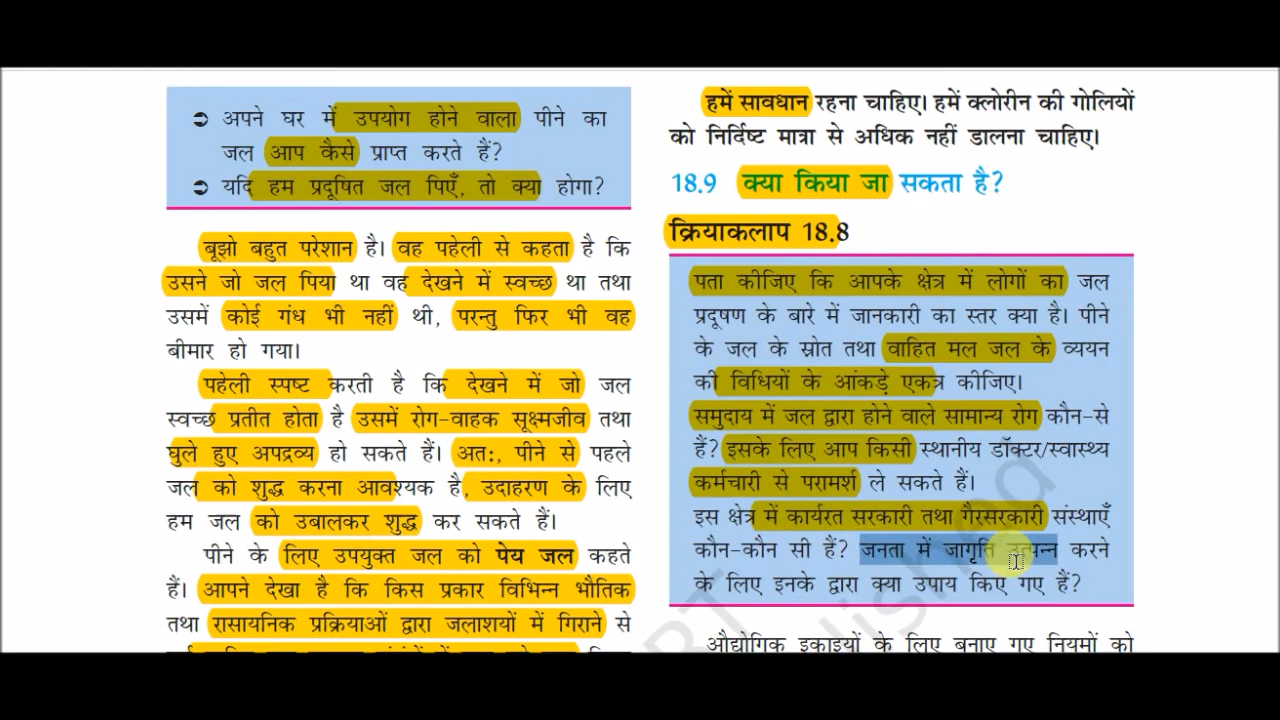 ➲ अपने घर में उपयोग होने वाला पीने का
जल आप कैसे प्राप्त करते हैं?
➲ यदि हम प्रदूषित जल पिएँ, तो क्या होगा?
बूझो बहुत परेशान है। वह पहेली से कहता है कि
उसने जो जल पिया था वह देखने में स्वच्छ था तथा
उसमें कोई गंध भी नहीं थी, परन्तु फिर भी वह
बीमार हो गया।
पहेली स्पष्ट करती है कि देखने में जो जल
स्वच्छ प्रतीत होता है उसमें रोग-वाहक सूक्ष्मजीव तथा
घुले हुए अपद्रव्य हो सकते हैं। अत:, पीने से पहले
जल को शुद्ध करना आवश्यक है, उदाहरण के लिए
हम जल को उबालकर शुद्ध कर सकते हैं।
पीने के लिए उपयुक्त जल को पेय जल कहते
हैं। आपने देखा है कि किस प्रकार विभिन्न भौतिक
तथा रासायनिक प्रक्रियाओं द्वारा जलाशयों में गिराने से
हमें सावधान रहना चाहिए। हमें क्लोरीन की गोलियों
को निर्दिष्ट मात्रा से अधिक नहीं डालना चाहिए।
18.9 क्या किया जा सकता है?
क्रियाकलाप 18.8
पता कीजिए कि आपके क्षेत्र में लोगों का जल
प्रदूषण के बारे में जानकारी का स्तर क्या है। पीने
के जल के स्रोत तथा वाहित मल जल के व्ययन
की विधियों के आंकड़े एकत्र कीजिए।
समुदाय में जल द्वारा होने वाले सामान्य रोग कौन-से
हैं? इसके लिए आप किसी स्थानीय डॉक्टर/स्वास्थ्य
कर्मचारी से परामर्श ले सकते हैं।
इस क्षेत्र में कार्यरत सरकारी तथा गैरसरकारी संस्थाएँ
कौन-कौन सी हैं? जनता में जागृति उत्पन्न करने
के लिए इनके द्वारा क्या उपाय किए गए हैं?
औद्योगिक इकाइयों के लिए बनाए गए नियमों को